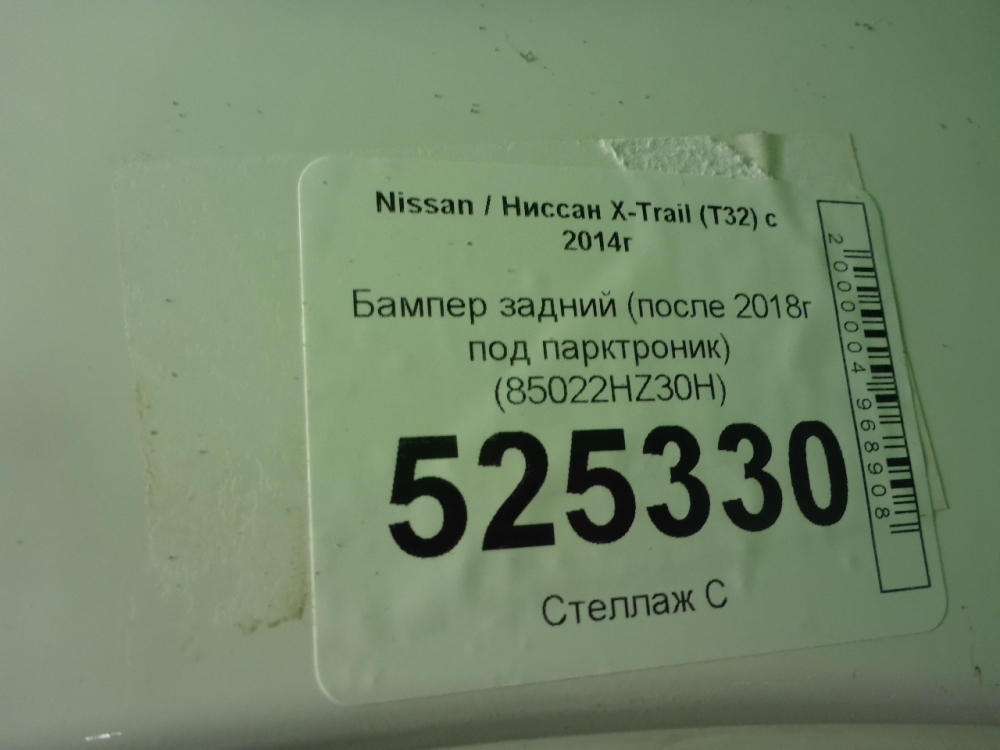 Nissan / Ниссан X-Trail (T32) с
2014г
Бампер задний (после 2018г
под парктроник)
(85022HZ30H)
525330
Стеллаж С
2000004968908